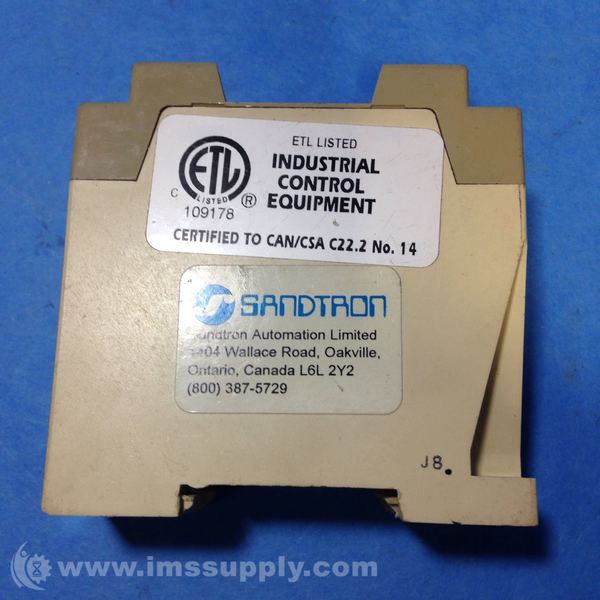 ETL LISTED
INDUSTRIAL
CONTROL
EQUIPMENT
ETL
LISTED
C ®
109178
CERTIFIED TO CAN/CSA C22.2 No. 14
SANDTRON
Sandtron Automation Limited
Wallace Road, Oakville,
Ontario, Canada L6L 2Y2
(800) 387-5729
J8.
www.imssupply.com